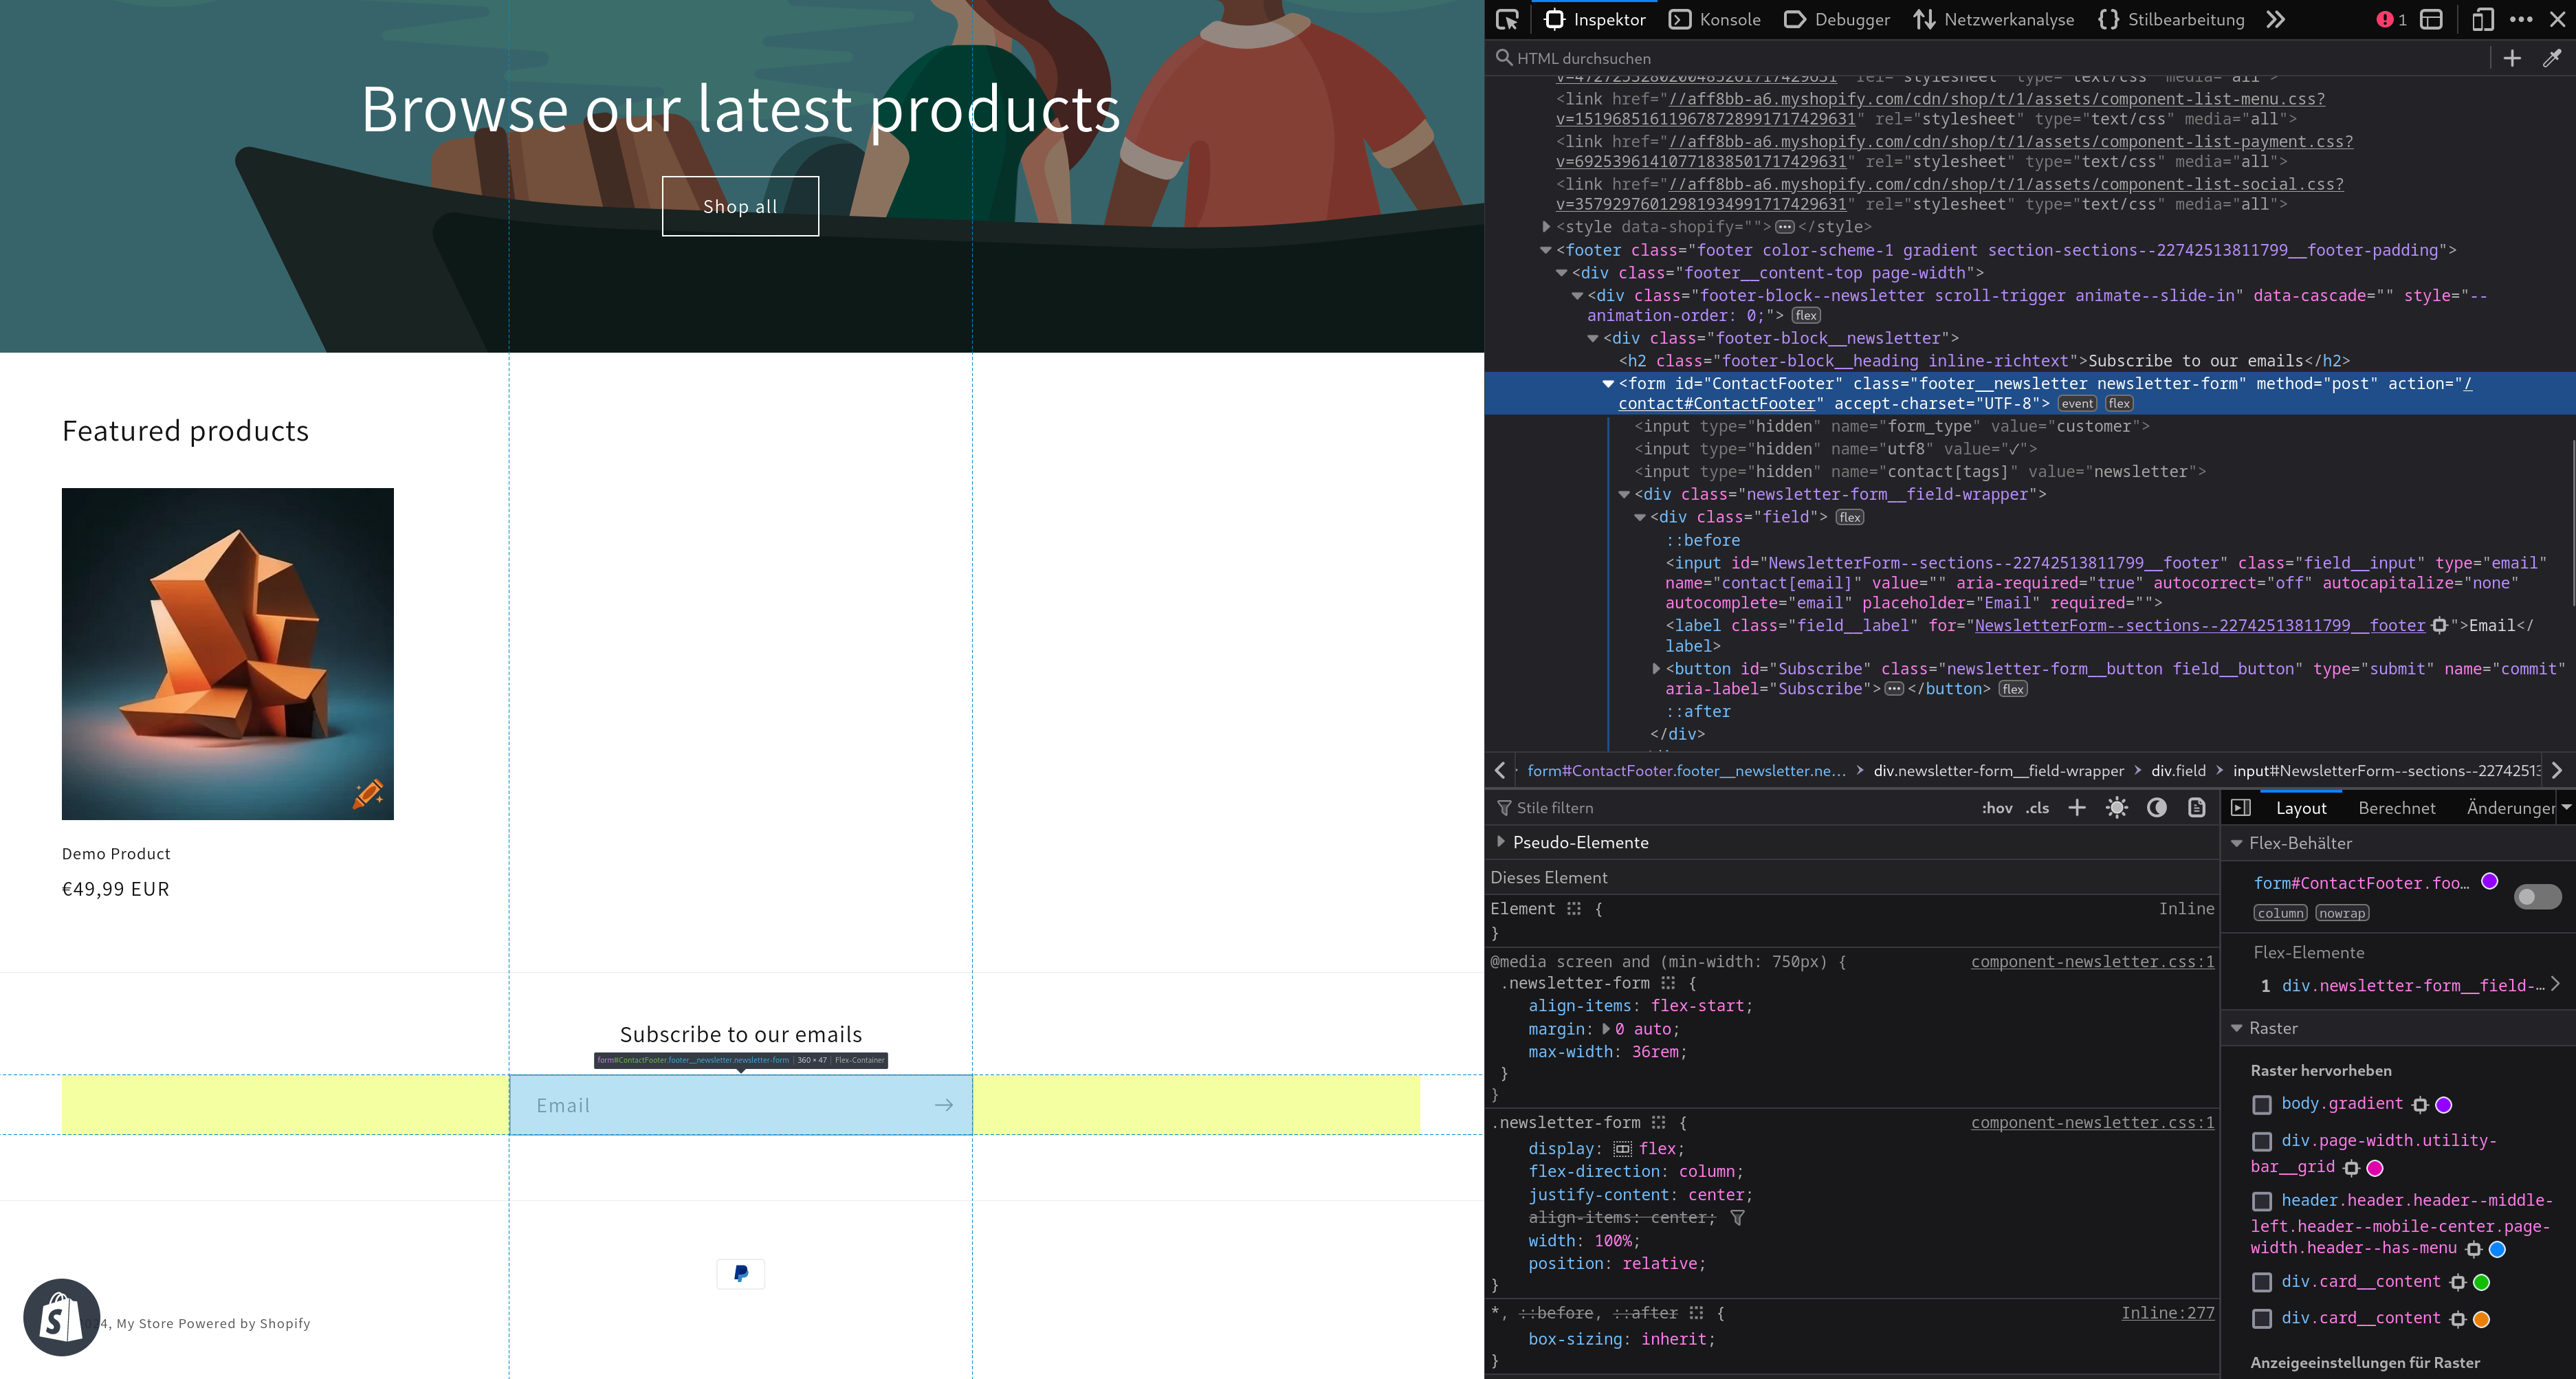 Browse our latest products
Shop all
Featured products
Demo Product
€49,99 EUR
Subscribe to our emails
form#ContactFooter.footer__newsletter.newsletter-form | 360 × 47 | Flex-Container
Email
24, My Store Powered by Shopify
Inspektor Konsole Debugger Netzwerkanalyse Stilbearbeitung 1
HTML durchsuchen
v=4727253280200483261717429631" rel="stylesheet" type="text/css" media="all">
<link href="//aff8bb-a6.myshopify.com/cdn/shop/t/1/assets/component-list-menu.css?
v=151968516119678728991717429631" rel="stylesheet" type="text/css" media="all">
<link href="//aff8bb-a6.myshopify.com/cdn/shop/t/1/assets/component-list-payment.css?
v=69253961410771838501717429631" rel="stylesheet" type="text/css" media="all">
<link href="//aff8bb-a6.myshopify.com/cdn/shop/t/1/assets/component-list-social.css?
v=35792976012981934991717429631" rel="stylesheet" type="text/css" media="all">
<style data-shopify=""> </style>
<footer class="footer color-scheme-1 gradient section-sections--22742513811799__footer-padding">
<div class="footer__content-top page-width">
<div class="footer-block--newsletter scroll-trigger animate--slide-in" data-cascade="" style="--
animation-order: 0;"> flex
<div class="footer-block__newsletter">
<h2 class="footer-block__heading inline-richtext">Subscribe to our emails</h2>
<form id="ContactFooter" class="footer__newsletter newsletter-form" method="post" action="/
contact#ContactFooter" accept-charset="UTF-8"> event flex
<input type="hidden" name="form_type" value="customer">
<input type="hidden" name="utf8" value="✓">
<input type="hidden" name="contact[tags]" value="newsletter">
<div class="newsletter-form__field-wrapper">
<div class="field"> flex
::before
<input id="NewsletterForm--sections--22742513811799__footer" class="field__input" type="email"
name="contact[email]" value="" aria-required="true" autocorrect="off" autocapitalize="none"
autocomplete="email" placeholder="Email" required="">
<label class="field__label" for="NewsletterForm--sections--22742513811799__footer">Email</
label>
<button id="Subscribe" class="newsletter-form__button field__button" type="submit" name="commit"
aria-label="Subscribe"> </button> flex
::after
</div>
form#ContactFooter.footer__newsletter.ne… > div.newsletter-form__field-wrapper > div.field > input#NewsletterForm--sections--2274251
Stile filtern :hov .cls
Pseudo-Elemente
Dieses Element
Element { Inline
}
@media screen and (min-width: 750px) { component-newsletter.css:1
.newsletter-form {
align-items: flex-start;
margin: 0 auto;
max-width: 36rem;
}
}
.newsletter-form { component-newsletter.css:1
display: flex;
flex-direction: column;
justify-content: center;
align-items: center;
width: 100%;
position: relative;
}
*, ::before, ::after { Inline:277
box-sizing: inherit;
}
Layout Berechnet Änderungen
Flex-Behälter
form#ContactFooter.foo…
column nowrap
Flex-Elemente
1 div.newsletter-form__field-…
Raster
Raster hervorheben
body.gradient
div.page-width.utility-
bar__grid
header.header.header--middle-
left.header--mobile-center.page-
width.header--has-menu
div.card__content
div.card__content
Anzeigeeinstellungen für Raster